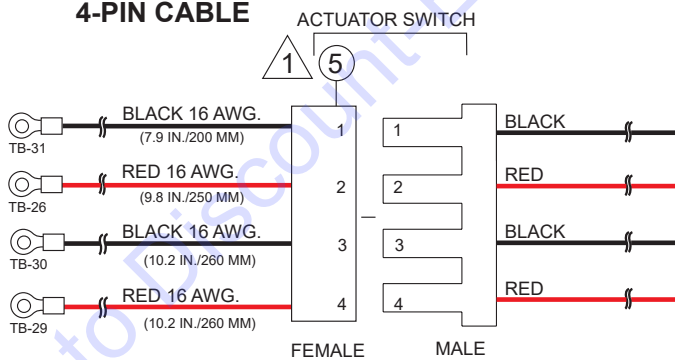 4-PIN CABLE
ACTUATOR SWITCH
1 5
BLACK 16 AWG.
(7.9 IN./200 MM)
TB-31
1
1
BLACK
RED 16 AWG.
(9.8 IN./250 MM)
TB-26
2
2
RED
BLACK 16 AWG.
(10.2 IN./260 MM)
TB-30
3
3
BLACK
RED 16 AWG.
(10.2 IN./260 MM)
TB-29
4
4
RED
FEMALE
MALE
to Discount-